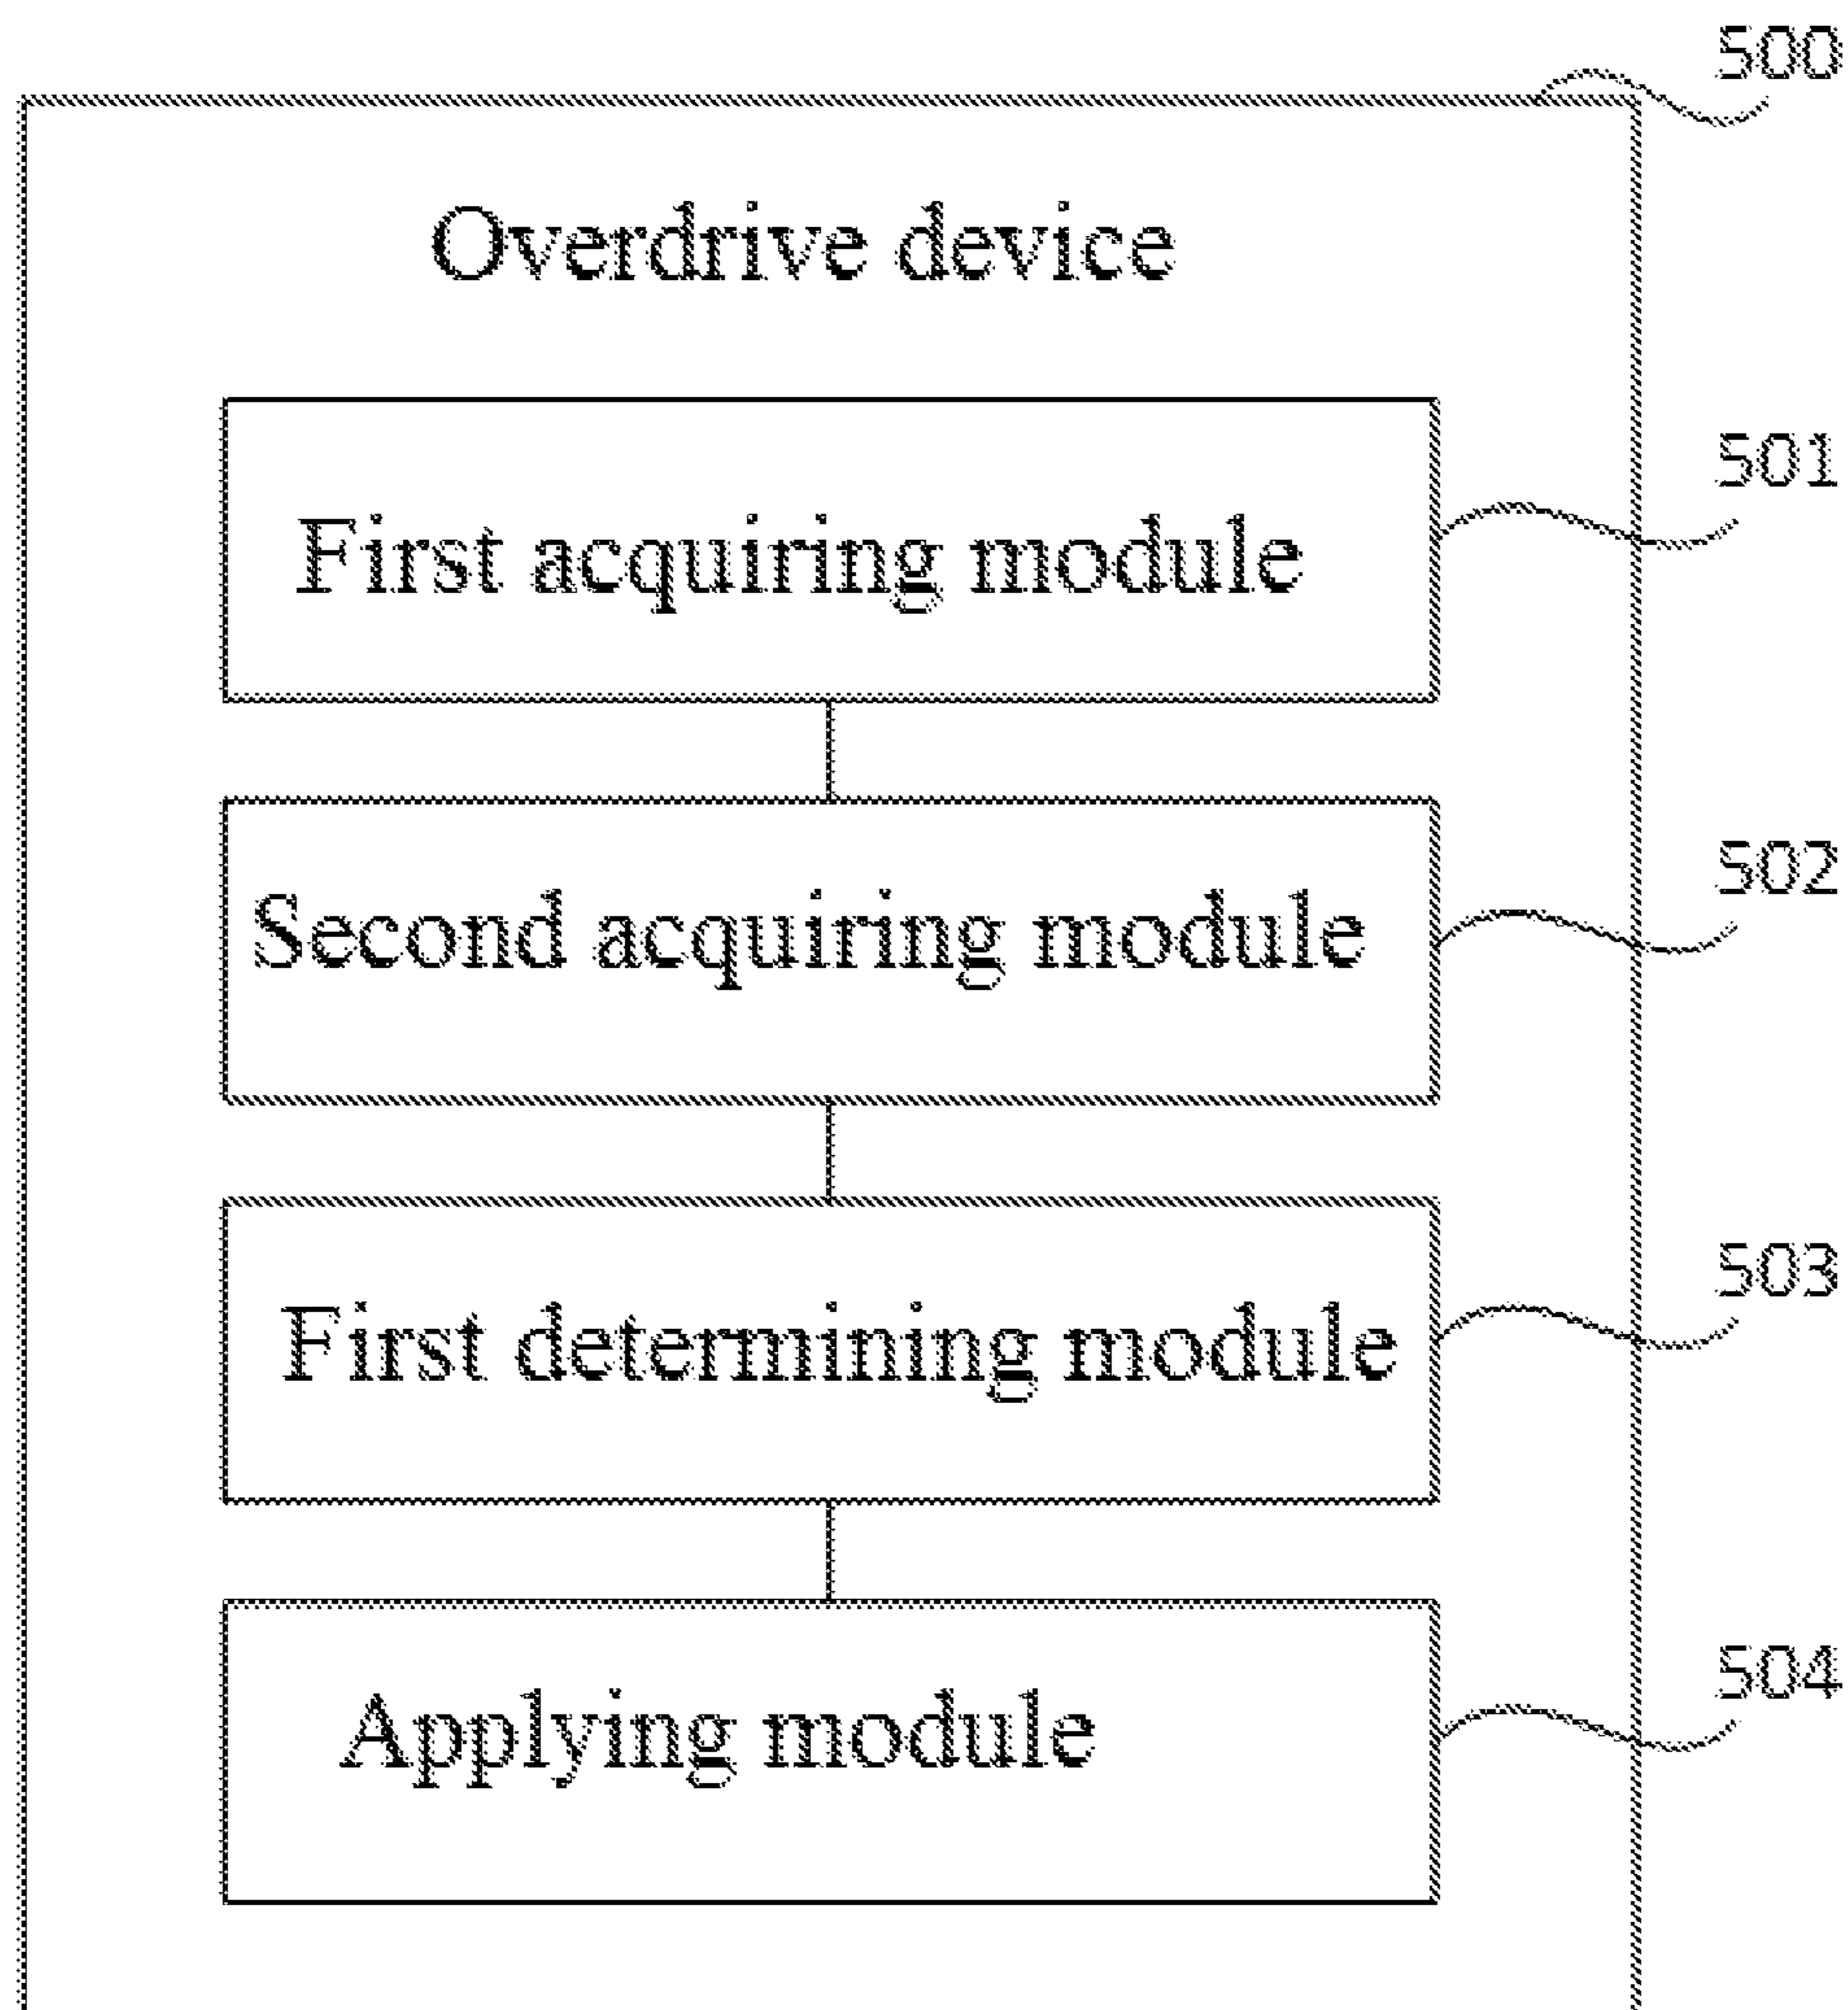 500
Overdrive device
501
First acquiring module
502
Second acquiring module
503
First determining module
504
Applying module